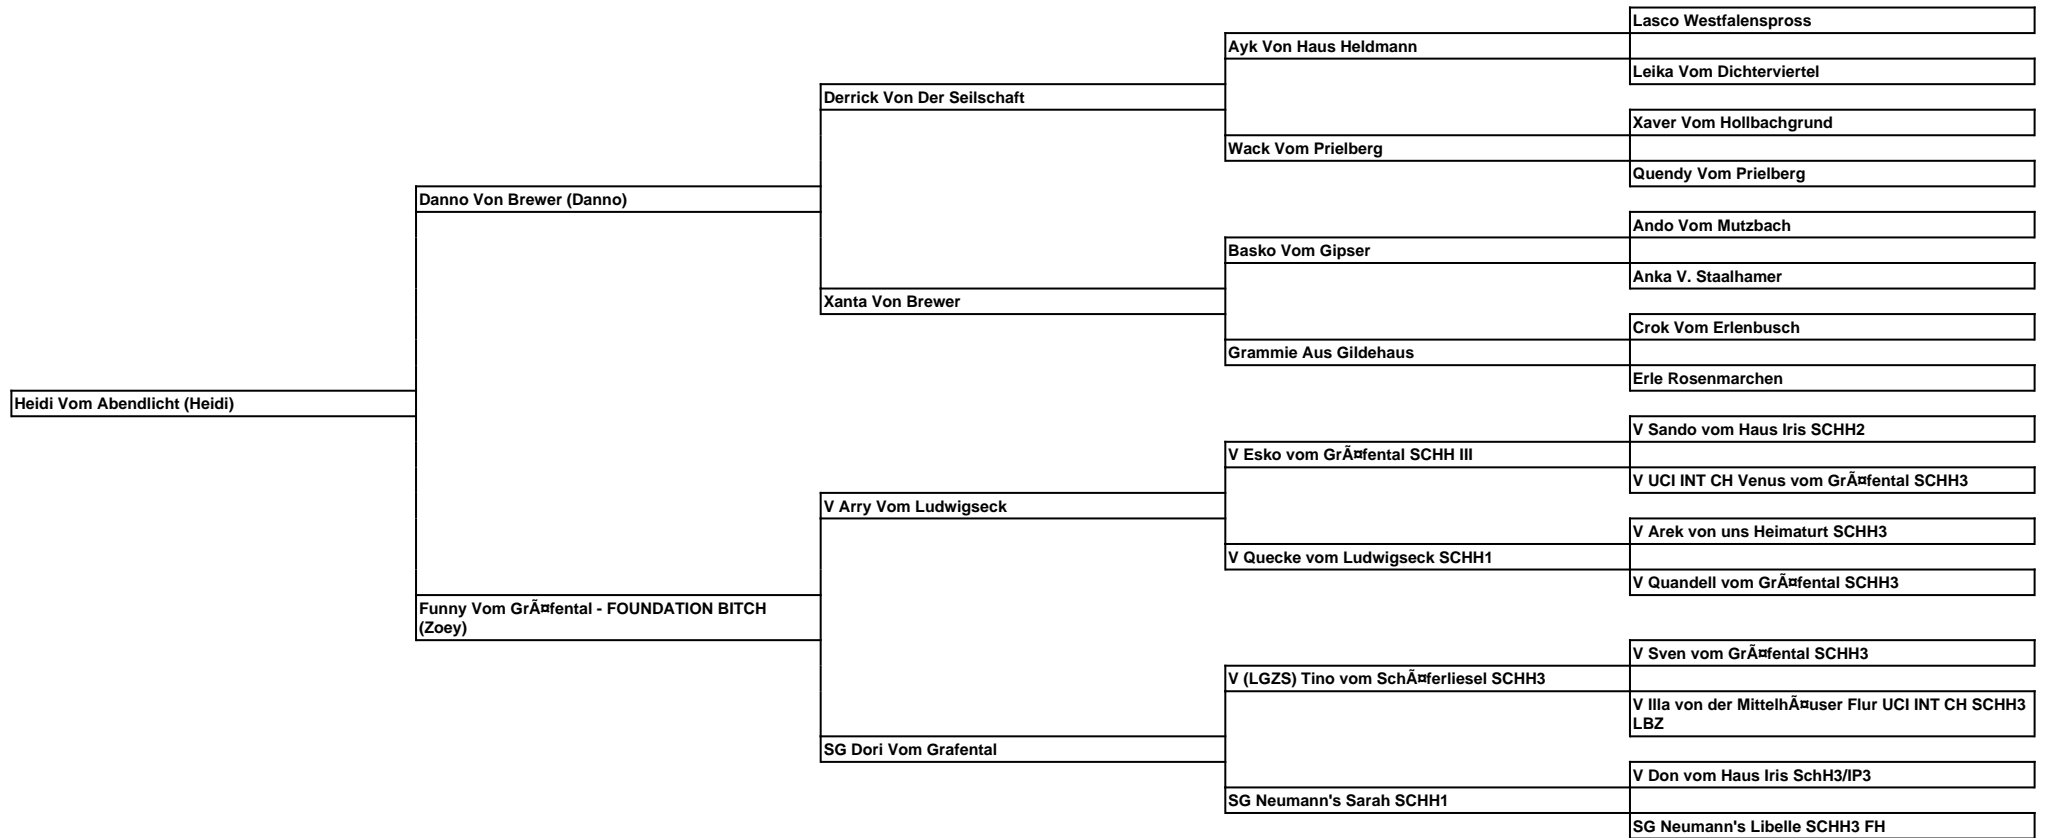 Lasco Westfalenspross
Ayk Von Haus Heldmann
Leika Vom Dichterviertel
Derrick Von Der Seilschaft
Xaver Vom Hollbachgrund
Wack Vom Prielberg
Quendy Vom Prielberg
Danno Von Brewer (Danno)
Ando Vom Mutzbach
Basko Vom Gipser
Anka V. Staalhamer
Xanta Von Brewer
Crok Vom Erlenbusch
Grammie Aus Gildehaus
Erle Rosenmarchen
Heidi Vom Abendlicht (Heidi)
V Sando vom Haus Iris SCHH2
V Esko vom GrÃ¤fental SCHH III
V UCI INT CH Venus vom GrÃ¤fental SCHH3
V Arry Vom Ludwigseck
V Arek von uns Heimaturt SCHH3
V Quecke vom Ludwigseck SCHH1
V Quandell vom GrÃ¤fental SCHH3
Funny Vom GrÃ¤fental - FOUNDATION BITCH
(Zoey)
V Sven vom GrÃ¤fental SCHH3
V (LGZS) Tino vom SchÃ¤ferliesel SCHH3
V Illa von der MittelhÃ¤user Flur UCI INT CH SCHH3
LBZ
SG Dori Vom Grafental
V Don vom Haus Iris SchH3/IP3
SG Neumann's Sarah SCHH1
SG Neumann's Libelle SCHH3 FH